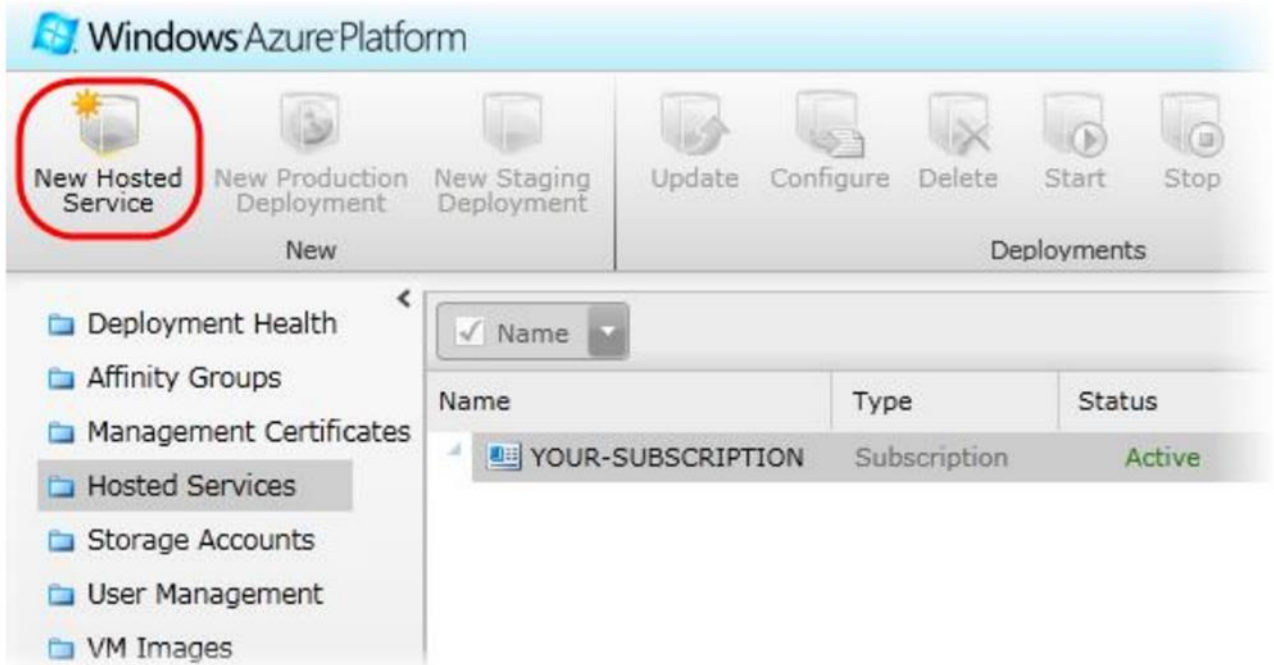 Windows Azure Platform
New Hosted
Service
New Production
Deployment
New Staging
Deployment
New
Update
Configure
Delete
Start
Stop
Deployments
Deployment Health
Affinity Groups
Management Certificates
Hosted Services
Storage Accounts
User Management
VM Images
Name
Name Type Status
YOUR-SUBSCRIPTION Subscription Active